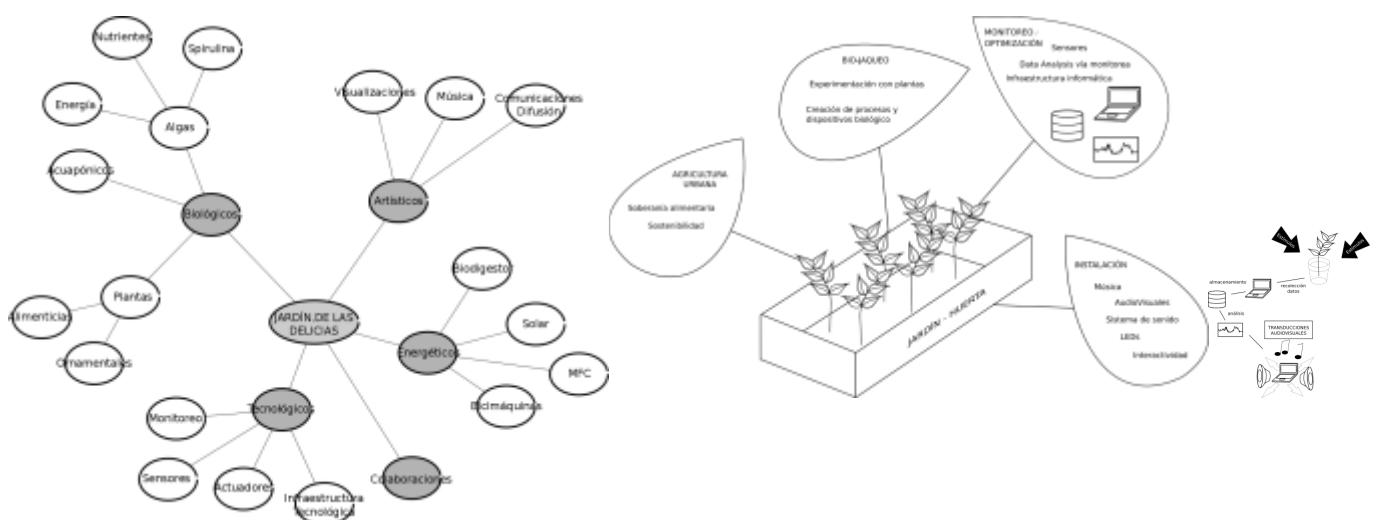 Nutrientes
Spirulina
Energía
Algas
Acuapónicos
Biológicos
Plantas
Alimenticias
Ornamentales
Visualizaciones
Música
Comunicaciones
Difusión
Artísticos
JARDÍN DE LAS
DELICIAS
Biodigesto
Solar
Energéticos
MFC
Bicimáquinas
Tecnológicos
Monitoreo
Sensores
Actuadores
Infraestructura
Tecnológica
Colaboraciones
AGRICULTURA
URBANA
Soberanía alimentaria
Sostenibilidad
BIOJAQUEO
Experimentación con plantas
Creación de procesos y
dispositivos biológico
MONITOREO /
OPTIMIZACIÓN
Sensores
Data Analysis vía monitorea
Infraestructura informática
JARDÍN - HUERTA
INSTALACIÓN
Música
AudioVisuales
Sistema de sonido
LEDs
Interactividad
almacenamiento
recolección
datos
análisis
TRANSDUCCIONES
AUDIOVISUALES